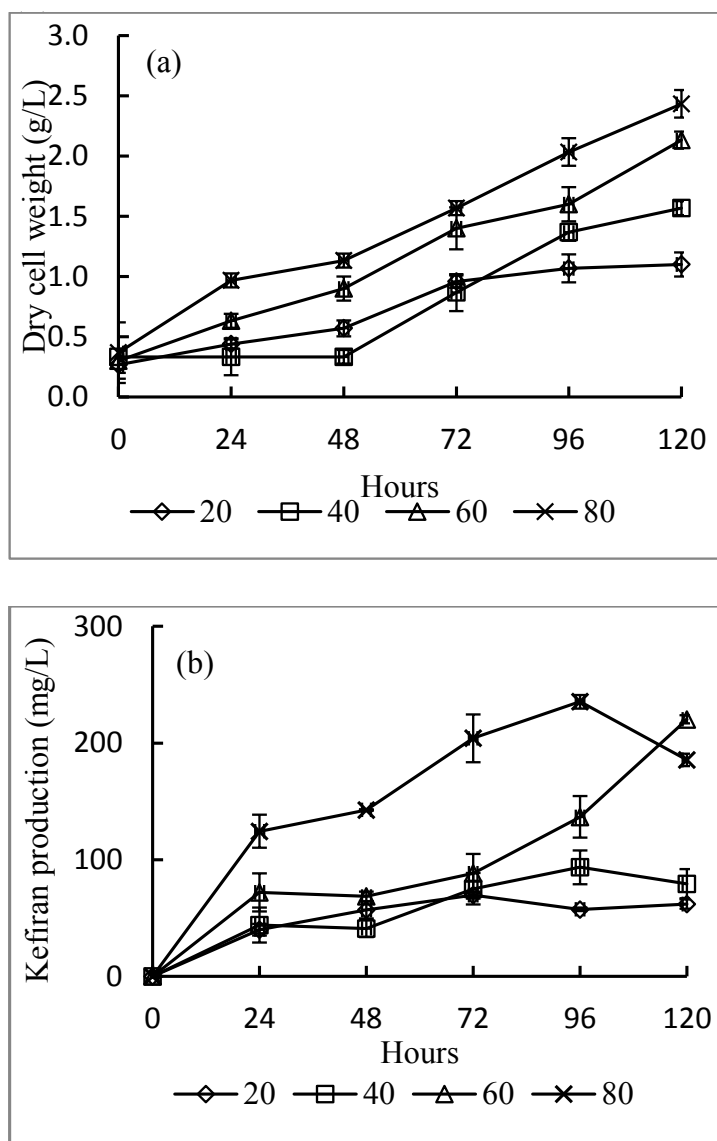 (a)
Dry cell weight (g/L)
3.0
2.5
2.0
1.5
1.0
0.5
0.0
0 24 48 72 96 120
Hours
20 40 60 80
(b)
Kefiran production (mg/L)
300
200
100
0
0 24 48 72 96 120
Hours
20 40 60 80